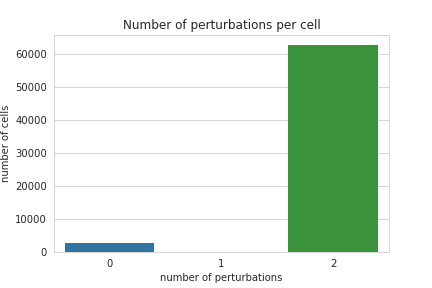 Number of perturbations per cell
number of cells
60000
50000
40000
30000
20000
10000
0
0 1 2
number of perturbations